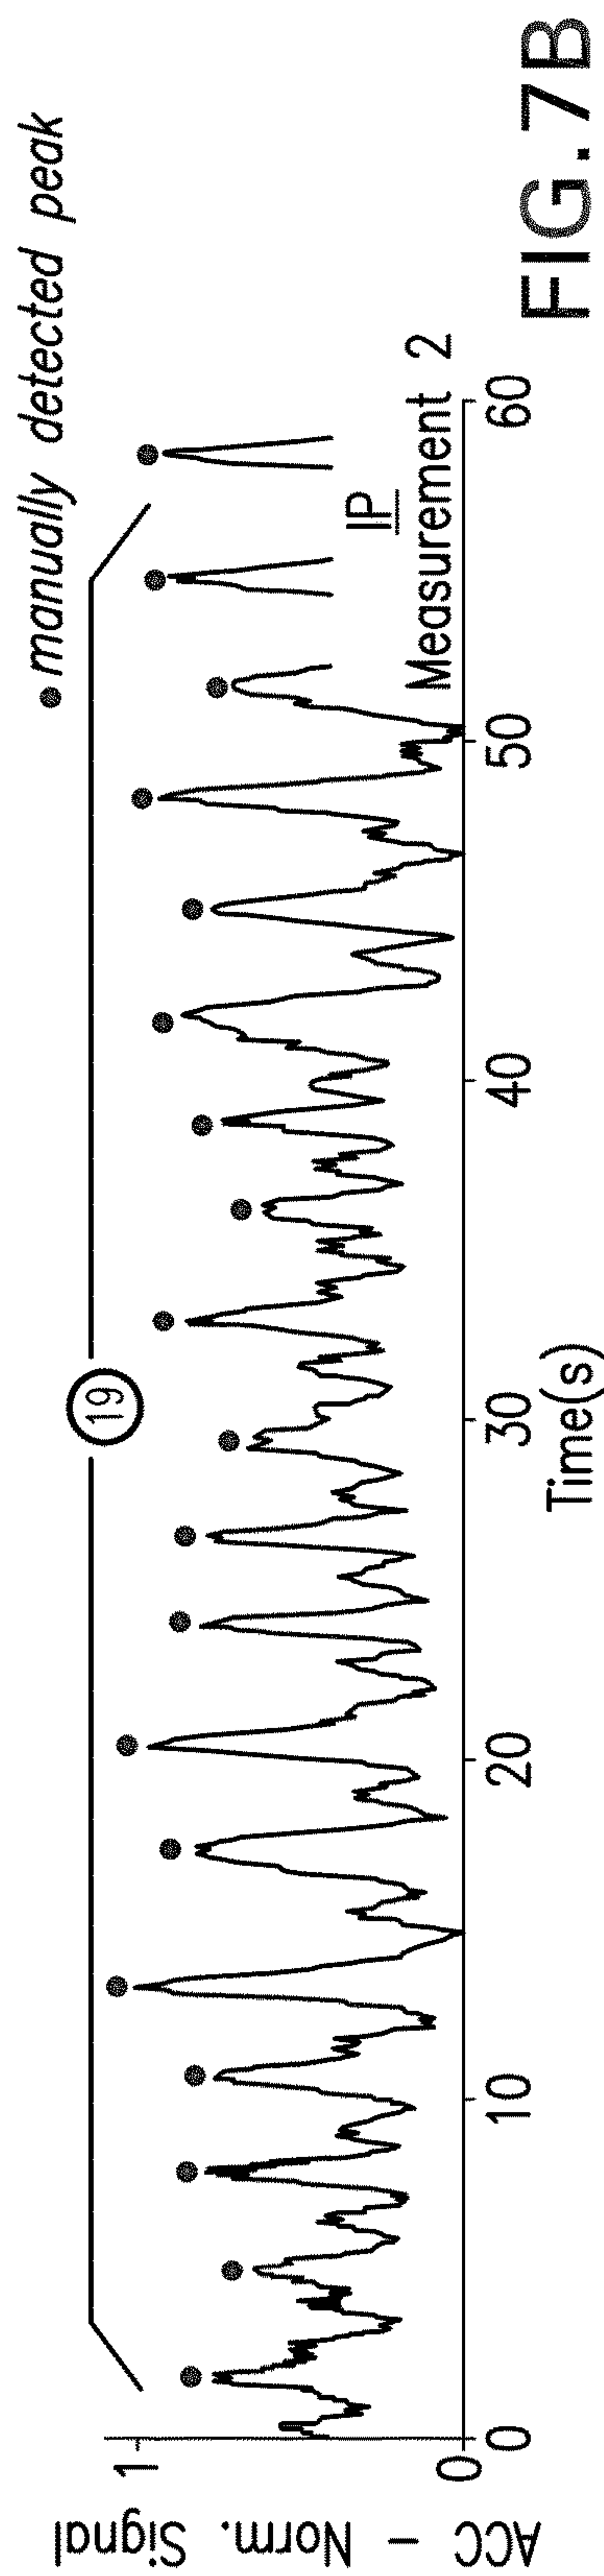 ● manually detected peak
19
ACC - Norm. Signal
1
0
IP
Measurement 2
0 10 20 30 40 50 60
Time(s)
FIG. 7B